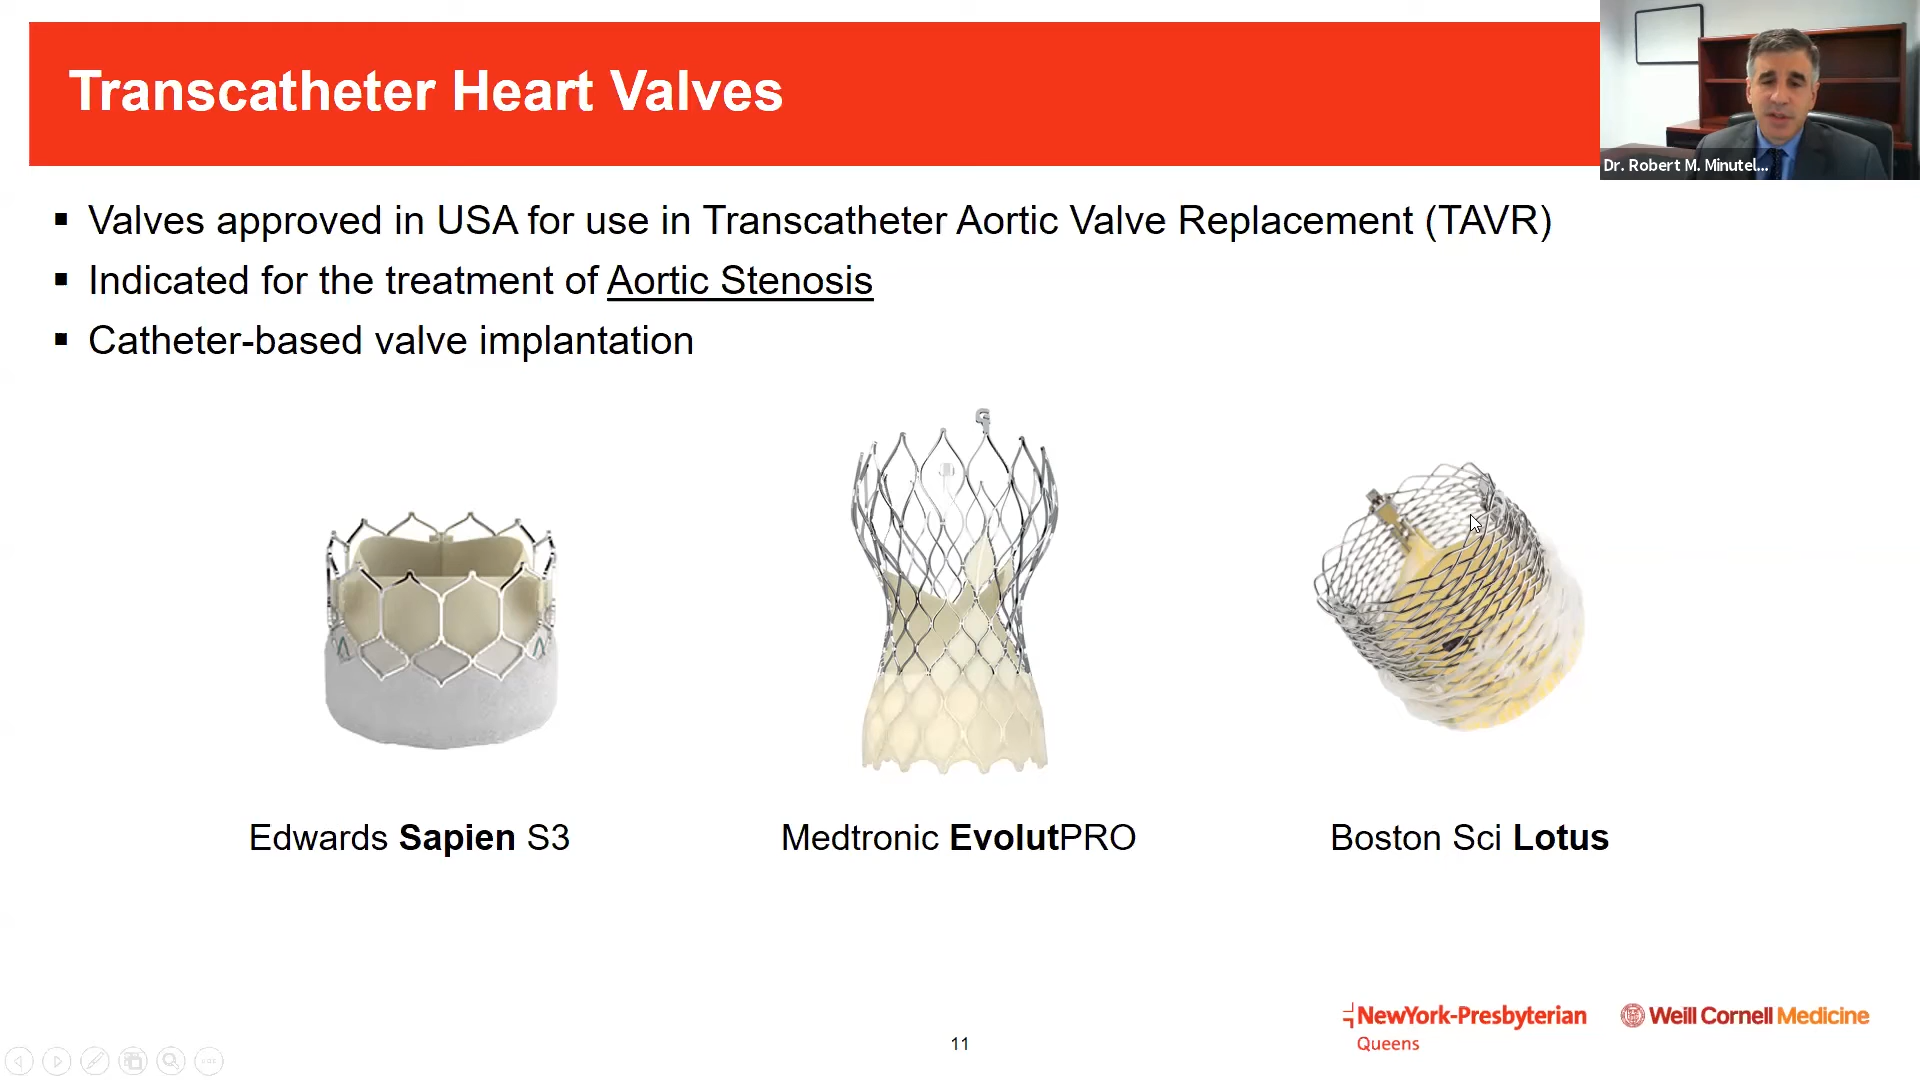 Transcatheter Heart Valves
Dr. Robert M. Minutel...
▪ Valves approved in USA for use in Transcatheter Aortic Valve Replacement (TAVR)
▪ Indicated for the treatment of Aortic Stenosis
▪ Catheter-based valve implantation
Edwards Sapien S3
Medtronic EvolutPRO
Boston Sci Lotus
NewYork-Presbyterian
Queens
Weill Cornell Medicine
11